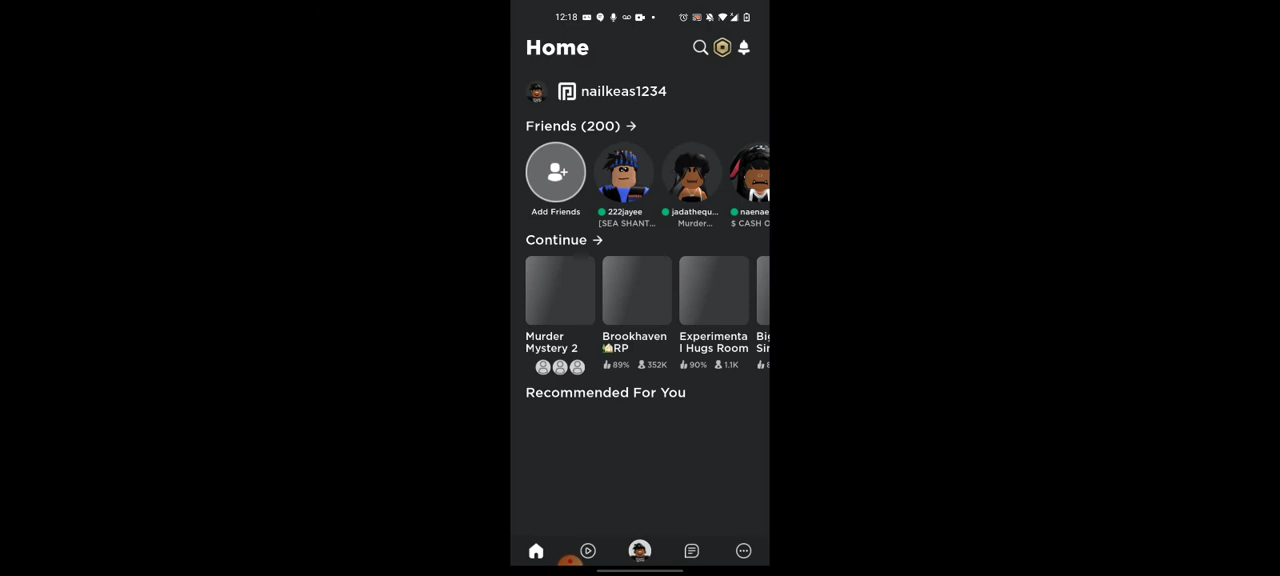 12:18
Home
nailkeas1234
Friends (200) →
Add Friends
222jayee
jadathequ...
naenae
[SEA SHANT...
Murder...
$ CASH O
Continue →
Murder Mystery 2
Brookhaven 🏡RP
Experimental Hugs Room
89% 352K
90% 1.1K
Recommended For You